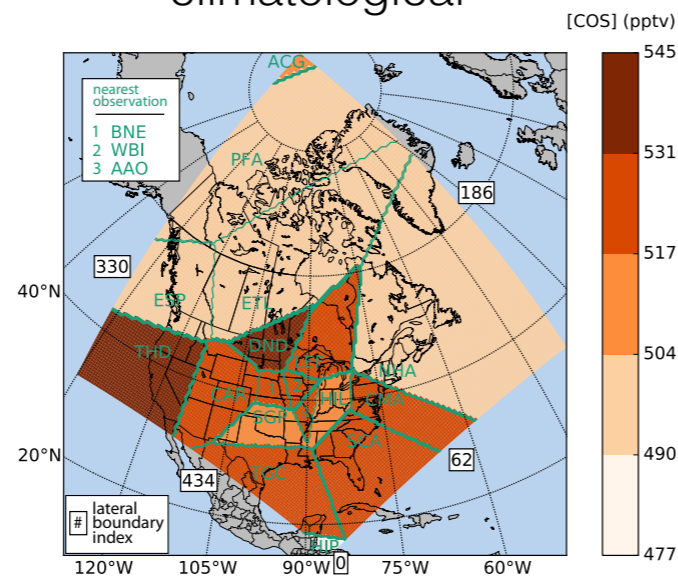 climatological
[COS] (pptv)
545
531
517
504
490
477
nearest
observation
1 BNE
2 WBI
3 AAO
ACG
PFA
186
330
40°N
ESP
ETL
THD
DND
NHA
CAR
HIL
CMA
SGP
SCA
20°N
TGC
434
62
# lateral
boundary
index
HIP
0
120°W
105°W
90°W
75°W
60°W